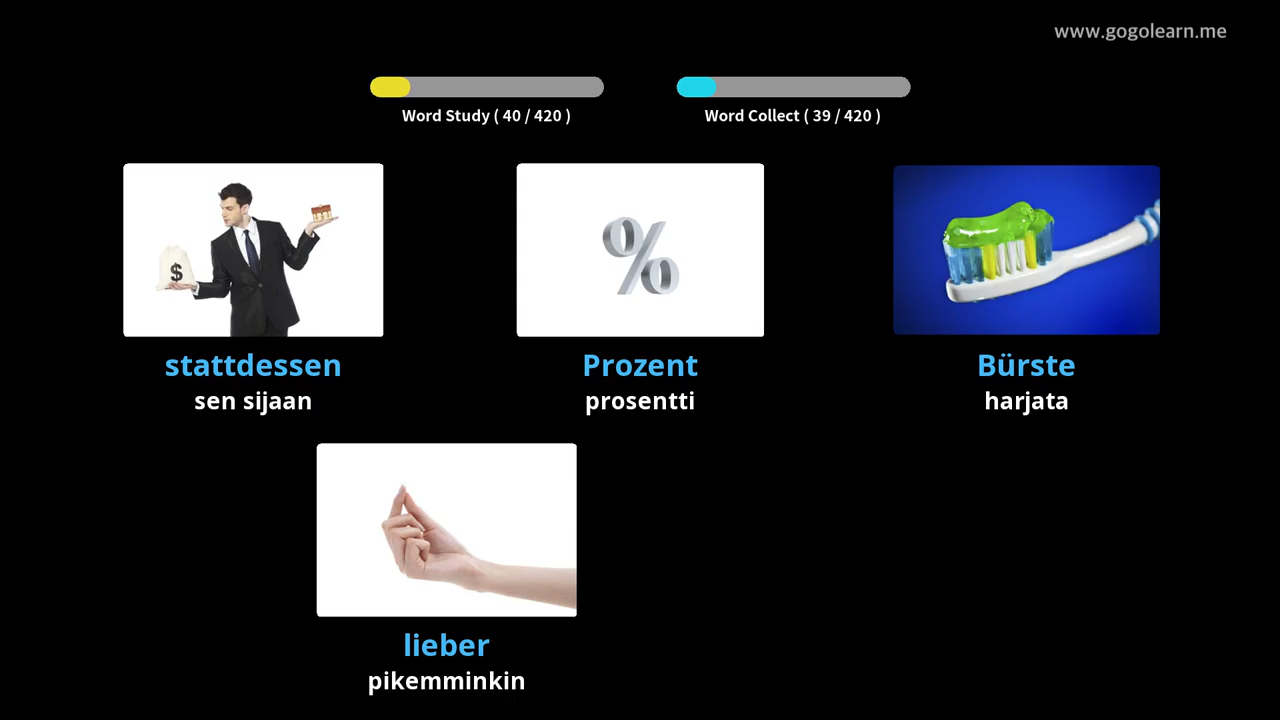 www.gogolearn.me
Word Study ( 40 / 420 )
Word Collect ( 39 / 420 )
$
%
stattdessen
sen sijaan
Prozent
prosentti
Bürste
harjata
lieber
pikemminkin